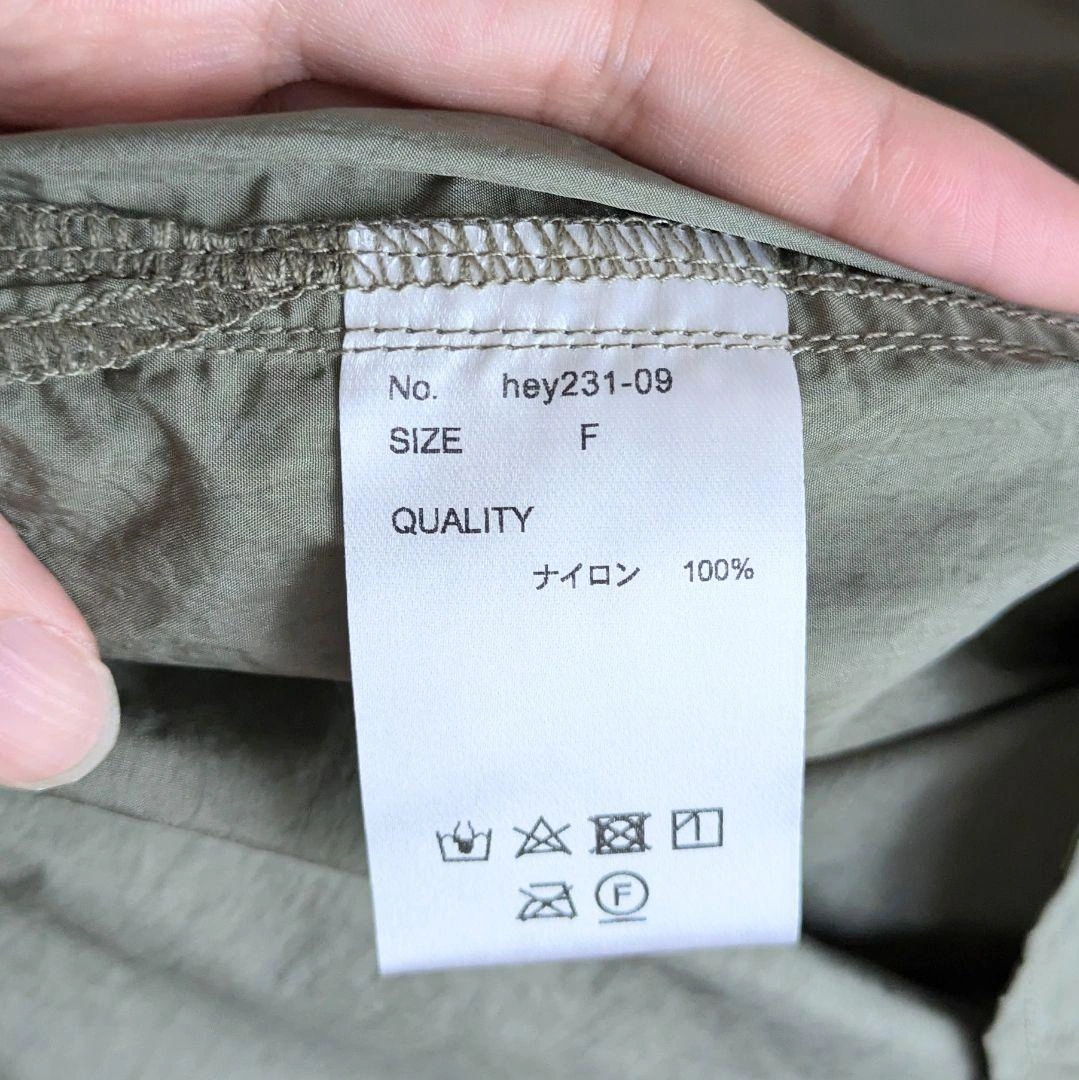 No. hey231-09
SIZE F
QUALITY
ナイロン 100%
F